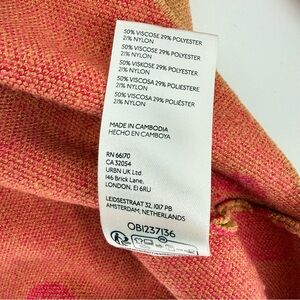 50% VISCOSE 29% POLYESTER
21% NYLON
50% VISKOSE 29% POLYESTER
21% NYLON
50% VISKOSE 29% POLYESTER
21% NYLON
50% VISCOSA 29% POLIESTERE
21% NYLON
50% VISCOSA 29% POLIÉSTER
21% NYLON
MADE IN CAMBODIA
HECHO EN CAMBOYA
RN 66170
CA 32054
URBN UK Ltd.
146 Brick Lane,
LONDON, E1 6RU
LEIDSESTRAAT 32, 1017 PB
AMSTERDAM, NETHERLANDS
OB1237136